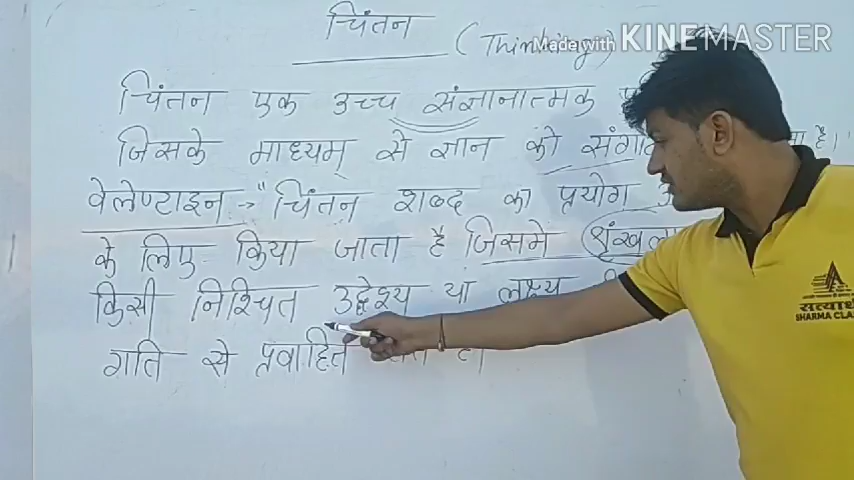 चिंतन (Thinking)
Made with KINEMASTER
चिंतन एक उच्च संज्ञानात्मक
जिसके माध्यम् से ज्ञान को है।
वेलेण्टाइन → "चिंतन शब्द का प्रयोग
के लिए किया जाता है जिसमे
किसी निश्चित उद्देश्य या लक्ष्य
गति से प्रवाहित
सत्यार्थ
SHARMA CLA